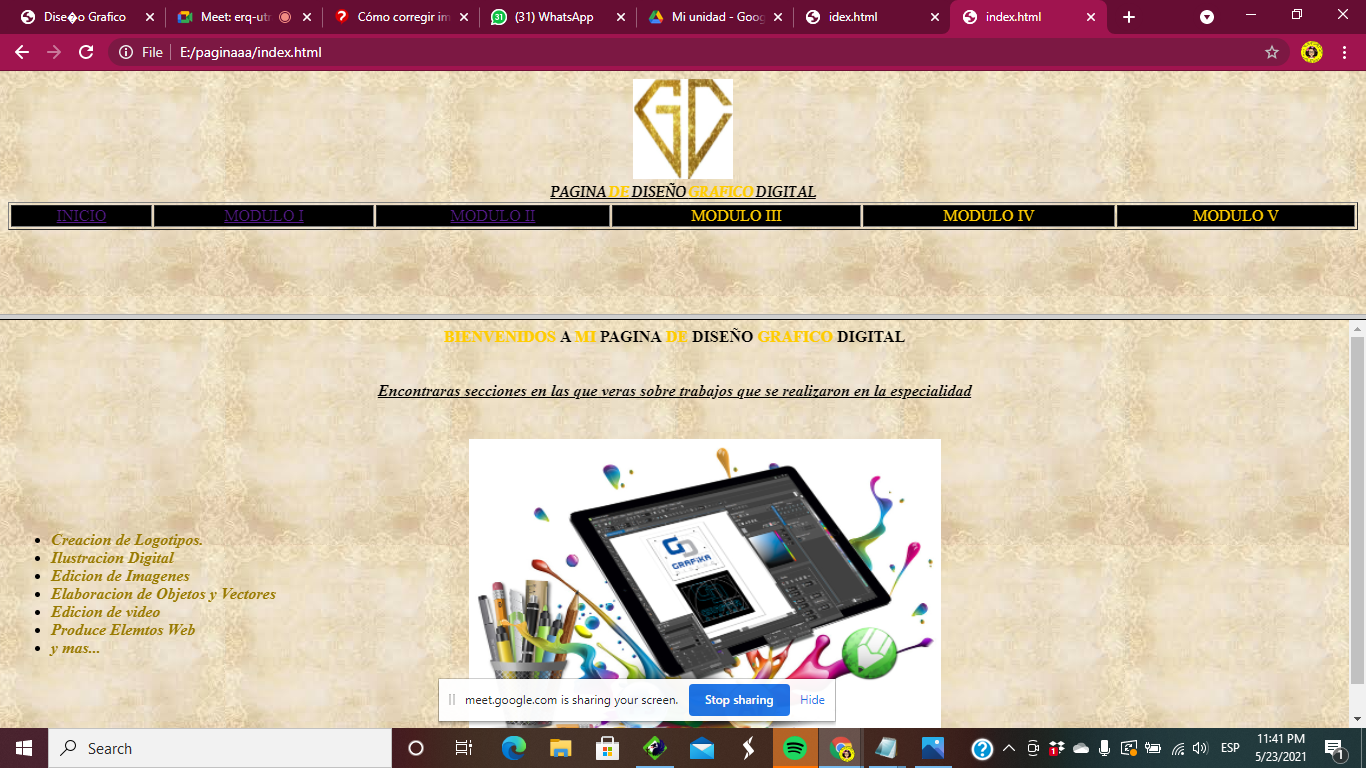 Dise�o Grafico
Meet: erq-utr
Cómo corregir im
(31) WhatsApp
Mi unidad - Goog
idex.html
index.html
File E:/paginaaa/index.html
GC
PAGINA DE DISEÑO GRAFICO DIGITAL
INICIO MODULO I MODULO II MODULO III MODULO IV MODULO V
BIENVENIDOS A MI PAGINA DE DISEÑO GRAFICO DIGITAL
Encontraras secciones en las que veras sobre trabajos que se realizaron en la especialidad
GRAFIKA
Creacion de Logotipos.
Ilustracion Digital
Edicion de Imagenes
Elaboracion de Objetos y Vectores
Edicion de video
Produce Elemtos Web
y mas...
meet.google.com is sharing your screen. Stop sharing Hide
Search
ESP
11:41 PM
5/23/2021
1